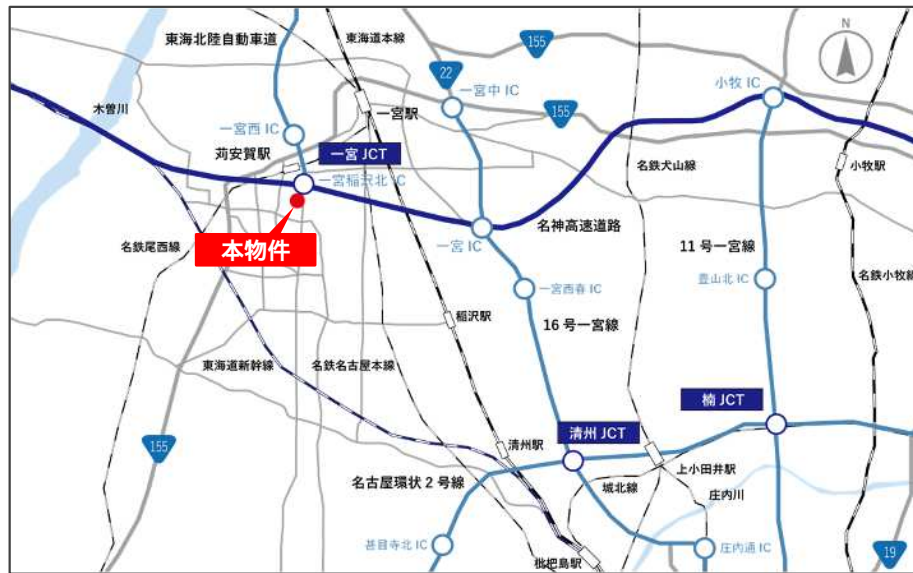 東海北陸自動車道
東海道本線
155
N
22
小牧 IC
木曽川
一宮中 IC
155
一宮駅
一宮西 IC
苅安賀駅
一宮 JCT
名鉄犬山線
小牧駅
一宮稲沢北 IC
本物件
名神高速道路
一宮 IC
名鉄尾西線
11 号一宮線
豊山北 IC
名鉄小牧線
一宮西春 IC
稲沢駅
16 号一宮線
東海道新幹線
名鉄名古屋本線
楠 JCT
清州 JCT
155
清州駅
上小田井駅
名古屋環状 2 号線
城北線
庄内川
甚目寺北 IC
庄内通 IC
19
枇杷島駅